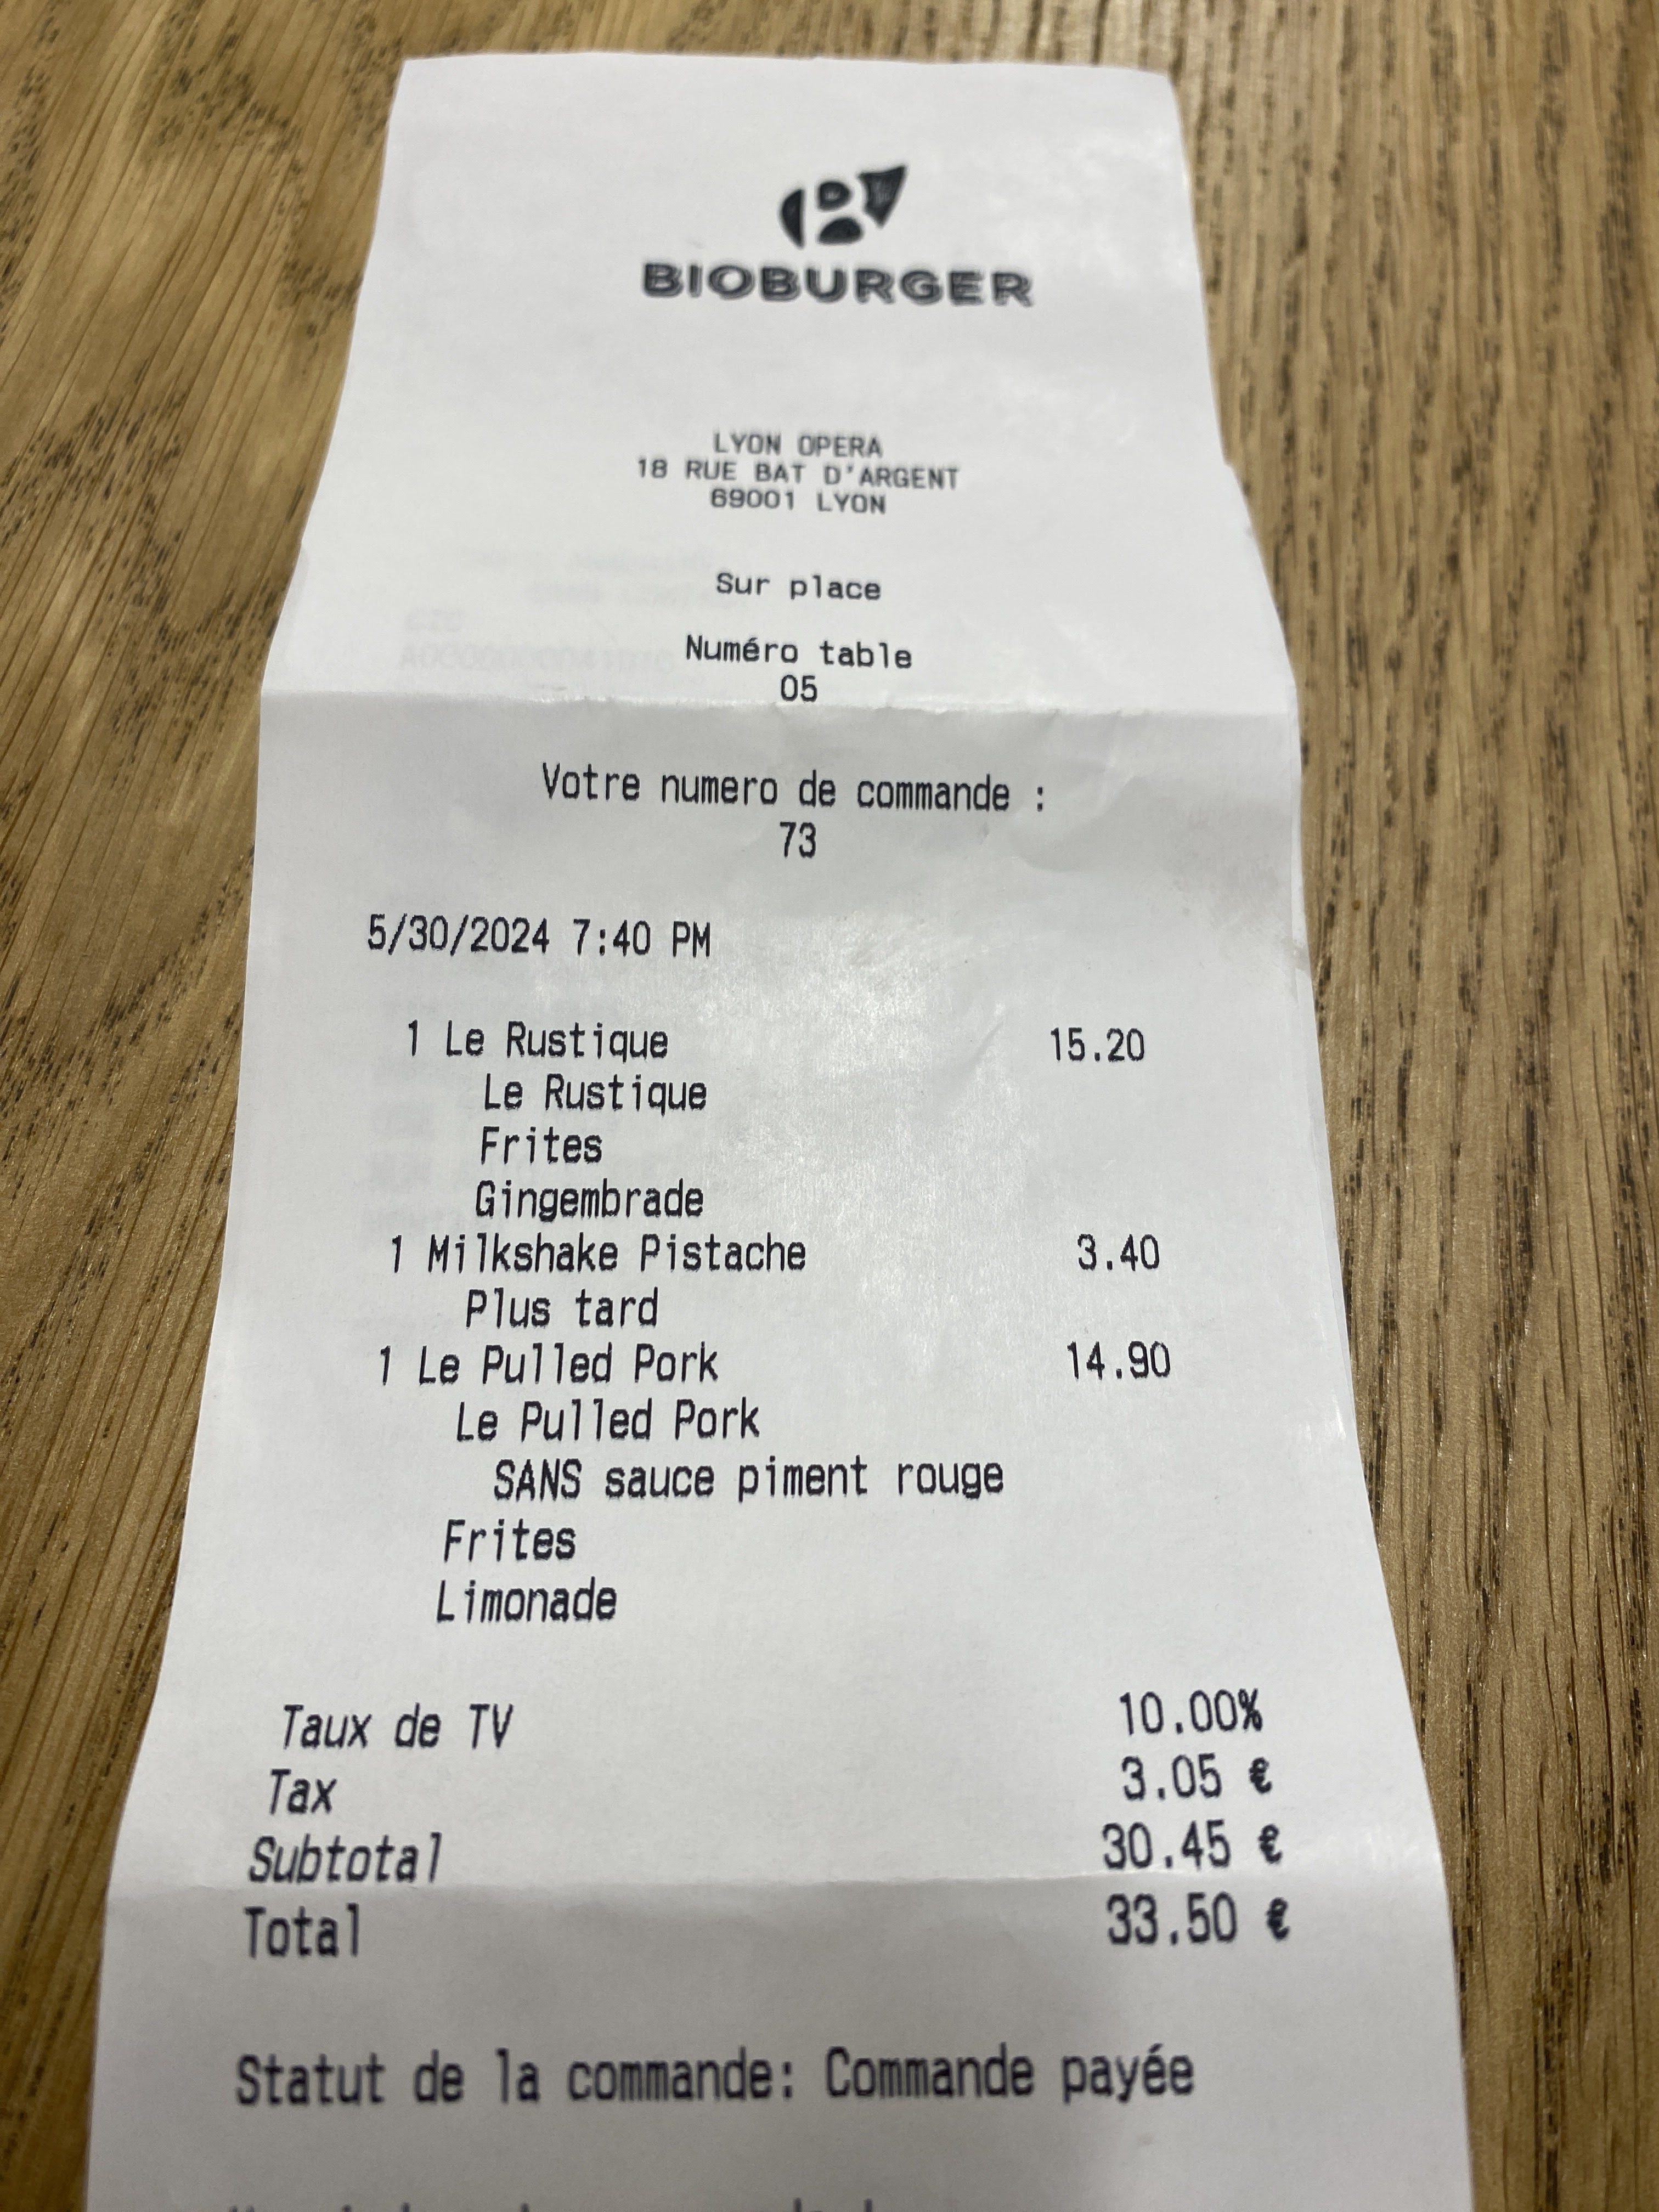 BIOBURGER
LYON OPERA
18 RUE BAT D'ARGENT
69001 LYON
Sur place
Numéro table
05
Votre numero de commande :
73
5/30/2024 7:40 PM
1 Le Rustique 15.20
Le Rustique
Frites
Gingembrade
1 Milkshake Pistache 3.40
Plus tard
1 Le Pulled Pork 14.90
Le Pulled Pork
SANS sauce piment rouge
Frites
Limonade
Taux de TV 10.00%
Tax 3.05 €
Subtotal 30.45 €
Total 33.50 €
Statut de la commande: Commande payée